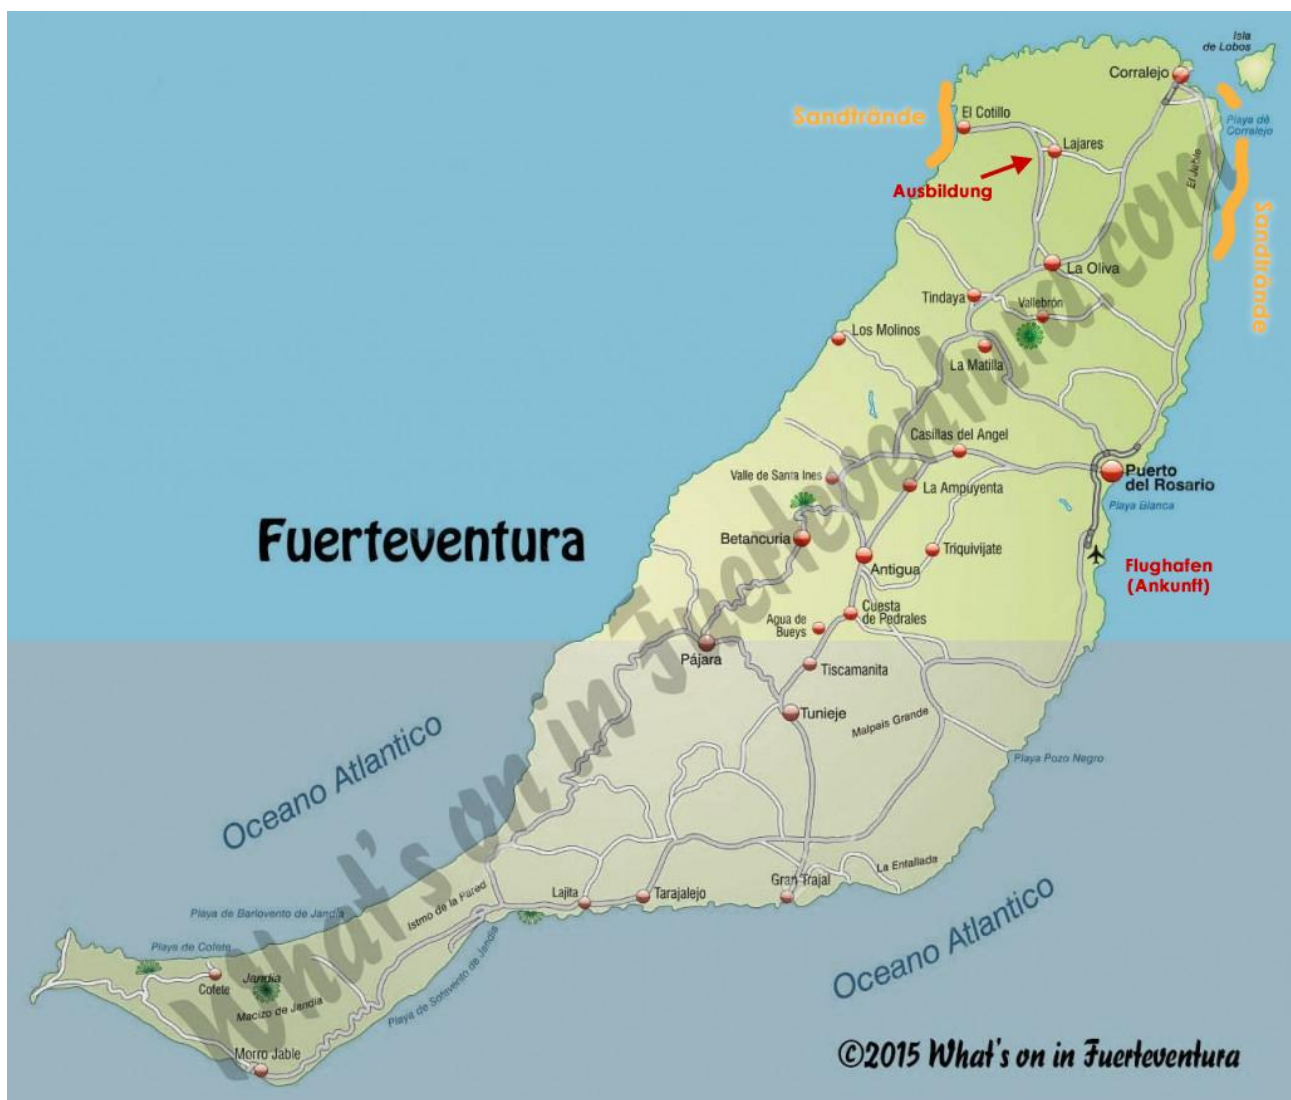 Isla
de Lobos
Corralejo
Sandtrände
El Cotillo
Playa de
Corralejo
Lajares
El Jable
Ausbildung
Sandtrände
La Oliva
Tindaya
Vallebrón
Los Molinos
La Matilla
Casillas del Angel
Valle de Santa Ines
La Ampuyenta
Puerto
del Rosario
Playa Blanca
Fuerteventura
Betancuria
Antigua
Triquivijate
Flughafen
(Ankunft)
Cuesta
de Pedrales
Agua de
Bueys
Pájara
Tiscamanita
Tunieje
Malpais Grande
Playa Pozo Negro
Oceano Atlantico
La Entallada
Gran Trajal
Lajita
Tarajalejo
Istmo de la Pared
Playa de Barlovento de Jandía
Playa de Cofete
Cofete
Jandia
Macizo de Jandia
Playa de Sotavento de Jandia
Oceano Atlantico
Morro Jable
©2015 What's on in Fuerteventura
What's on in Fuerteventura.com